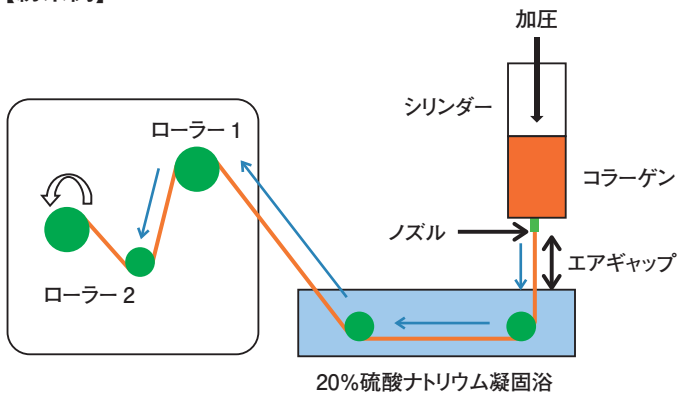 加圧
シリンダー
ローラー 1
コラーゲン
ノズル
エアギャップ
ローラー 2
20%硫酸ナトリウム凝固浴